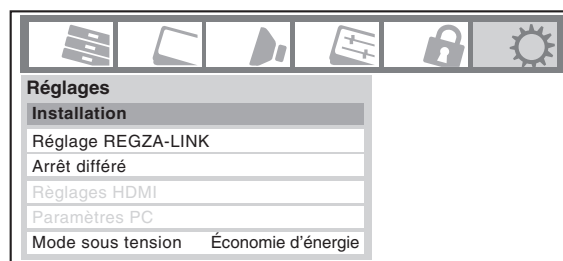 Réglages
Installation
Réglage REGZA-LINK
Arrêt différé
Règlages HDMI
Paramètres PC
Mode sous tension Économie d'énergie